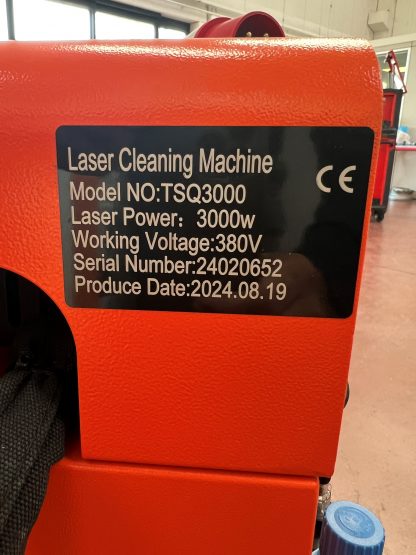 Laser Cleaning Machine
CE
Model NO:TSQ3000
Laser Power: 3000w
Working Voltage:380V
Serial Number:24020652
Produce Date:2024.08.19